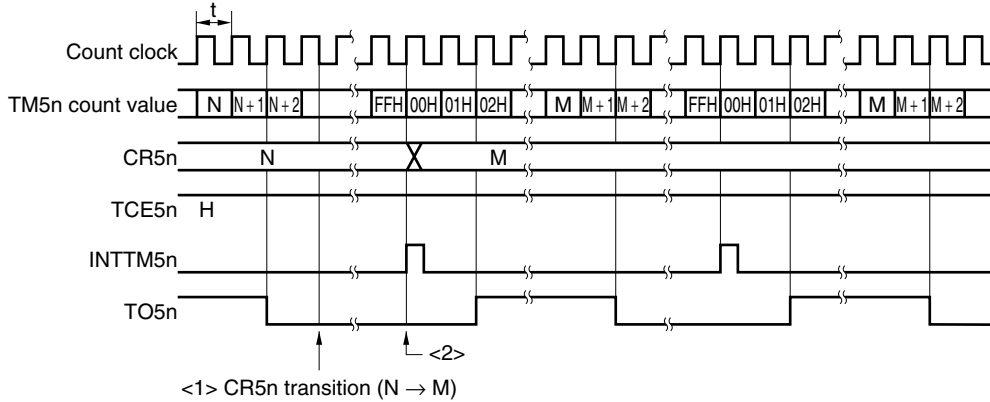 t
Count clock
TM5n count value N N + 1 N + 2 FFH 00H 01H 02H M M + 1 M + 2 FFH 00H 01H 02H M M + 1 M + 2
CR5n N M
TCE5n H
INTTM5n
TO5n
<2>
<1> CR5n transition (N → M)